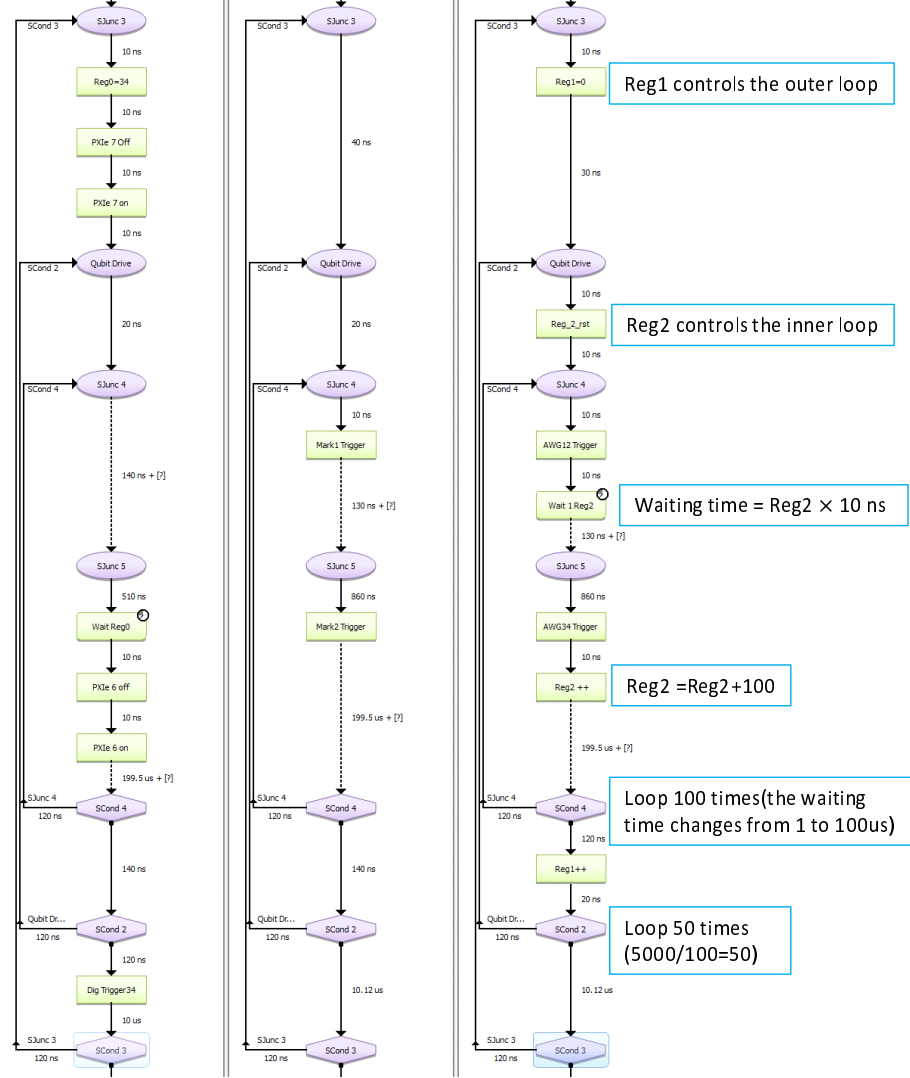 SCond 3
SJunc 3
10 ns
Reg0=34
10 ns
PXIe 7 Off
10 ns
PXIe 7 on
10 ns
SCond 2
Qubit Drive
20 ns
SCond 4
SJunc 4
140 ns + [?]
SJunc 5
510 ns
Wait Reg0
10 ns
PXIe 6 off
10 ns
PXIe 6 on
199.5 us + [?]
SJunc 4
120 ns
SCond 4
140 ns
Qubit Dr...
120 ns
SCond 2
120 ns
Dig Trigger34
10 us
SJunc 3
120 ns
SCond 3
SCond 3
SJunc 3
40 ns
SCond 2
Qubit Drive
20 ns
SCond 4
SJunc 4
10 ns
Mark1 Trigger
130 ns + [?]
SJunc 5
860 ns
Mark2 Trigger
199.5 us + [?]
SJunc 4
120 ns
SCond 4
140 ns
Qubit Dr...
120 ns
SCond 2
10.12 us
SJunc 3
120 ns
SCond 3
SCond 3
SJunc 3
10 ns
Reg1=0
Reg1 controls the outer loop
30 ns
SCond 2
Qubit Drive
10 ns
Reg_2_rst
Reg2 controls the inner loop
10 ns
SCond 4
SJunc 4
10 ns
AWG12 Trigger
10 ns
Wait 1 Reg2
Waiting time = Reg2 × 10 ns
130 ns + [?]
SJunc 5
860 ns
AWG34 Trigger
10 ns
Reg2 ++
Reg2 =Reg2+100
199.5 us + [?]
SJunc 4
120 ns
SCond 4
Loop 100 times(the waiting
time changes from 1 to 100us)
120 ns
Reg1++
20 ns
Qubit Dr...
120 ns
SCond 2
Loop 50 times
(5000/100=50)
10.12 us
SJunc 3
120 ns
SCond 3